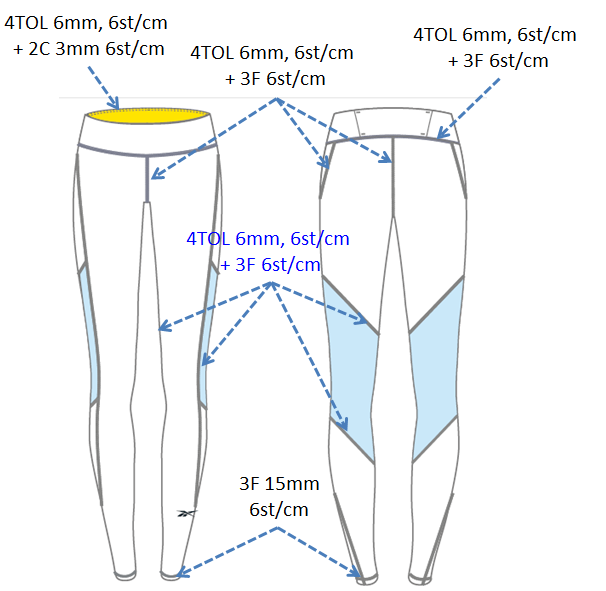 4TOL 6mm, 6st/cm
+ 2C 3mm 6st/cm
4TOL 6mm, 6st/cm
+ 3F 6st/cm
4TOL 6mm, 6st/cm
+ 3F 6st/cm
4TOL 6mm, 6st/cm
+ 3F 6st/cm
3F 15mm
6st/cm